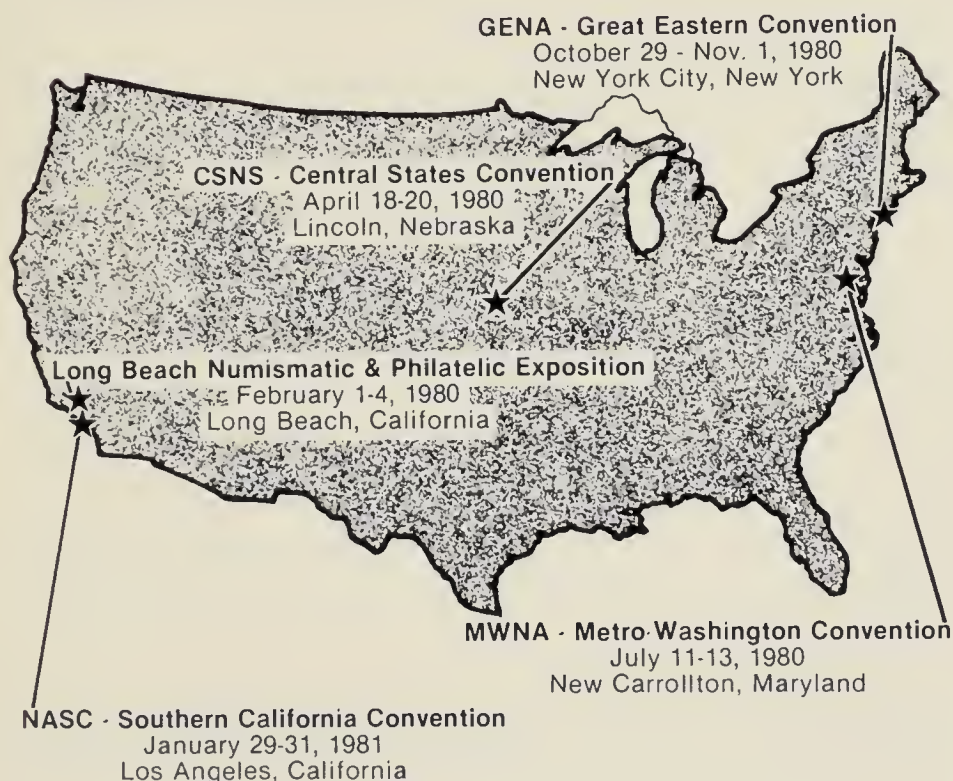 GENA - Great Eastern Convention
October 29 - Nov. 1, 1980
New York City, New York
CSNS - Central States Convention
April 18-20, 1980
Lincoln, Nebraska
Long Beach Numismatic & Philatelic Exposition
February 1-4, 1980
Long Beach, California
MWNA - Metro-Washington Convention
July 11-13, 1980
New Carrollton, Maryland
NASC - Southern California Convention
January 29-31, 1981
Los Angeles, California